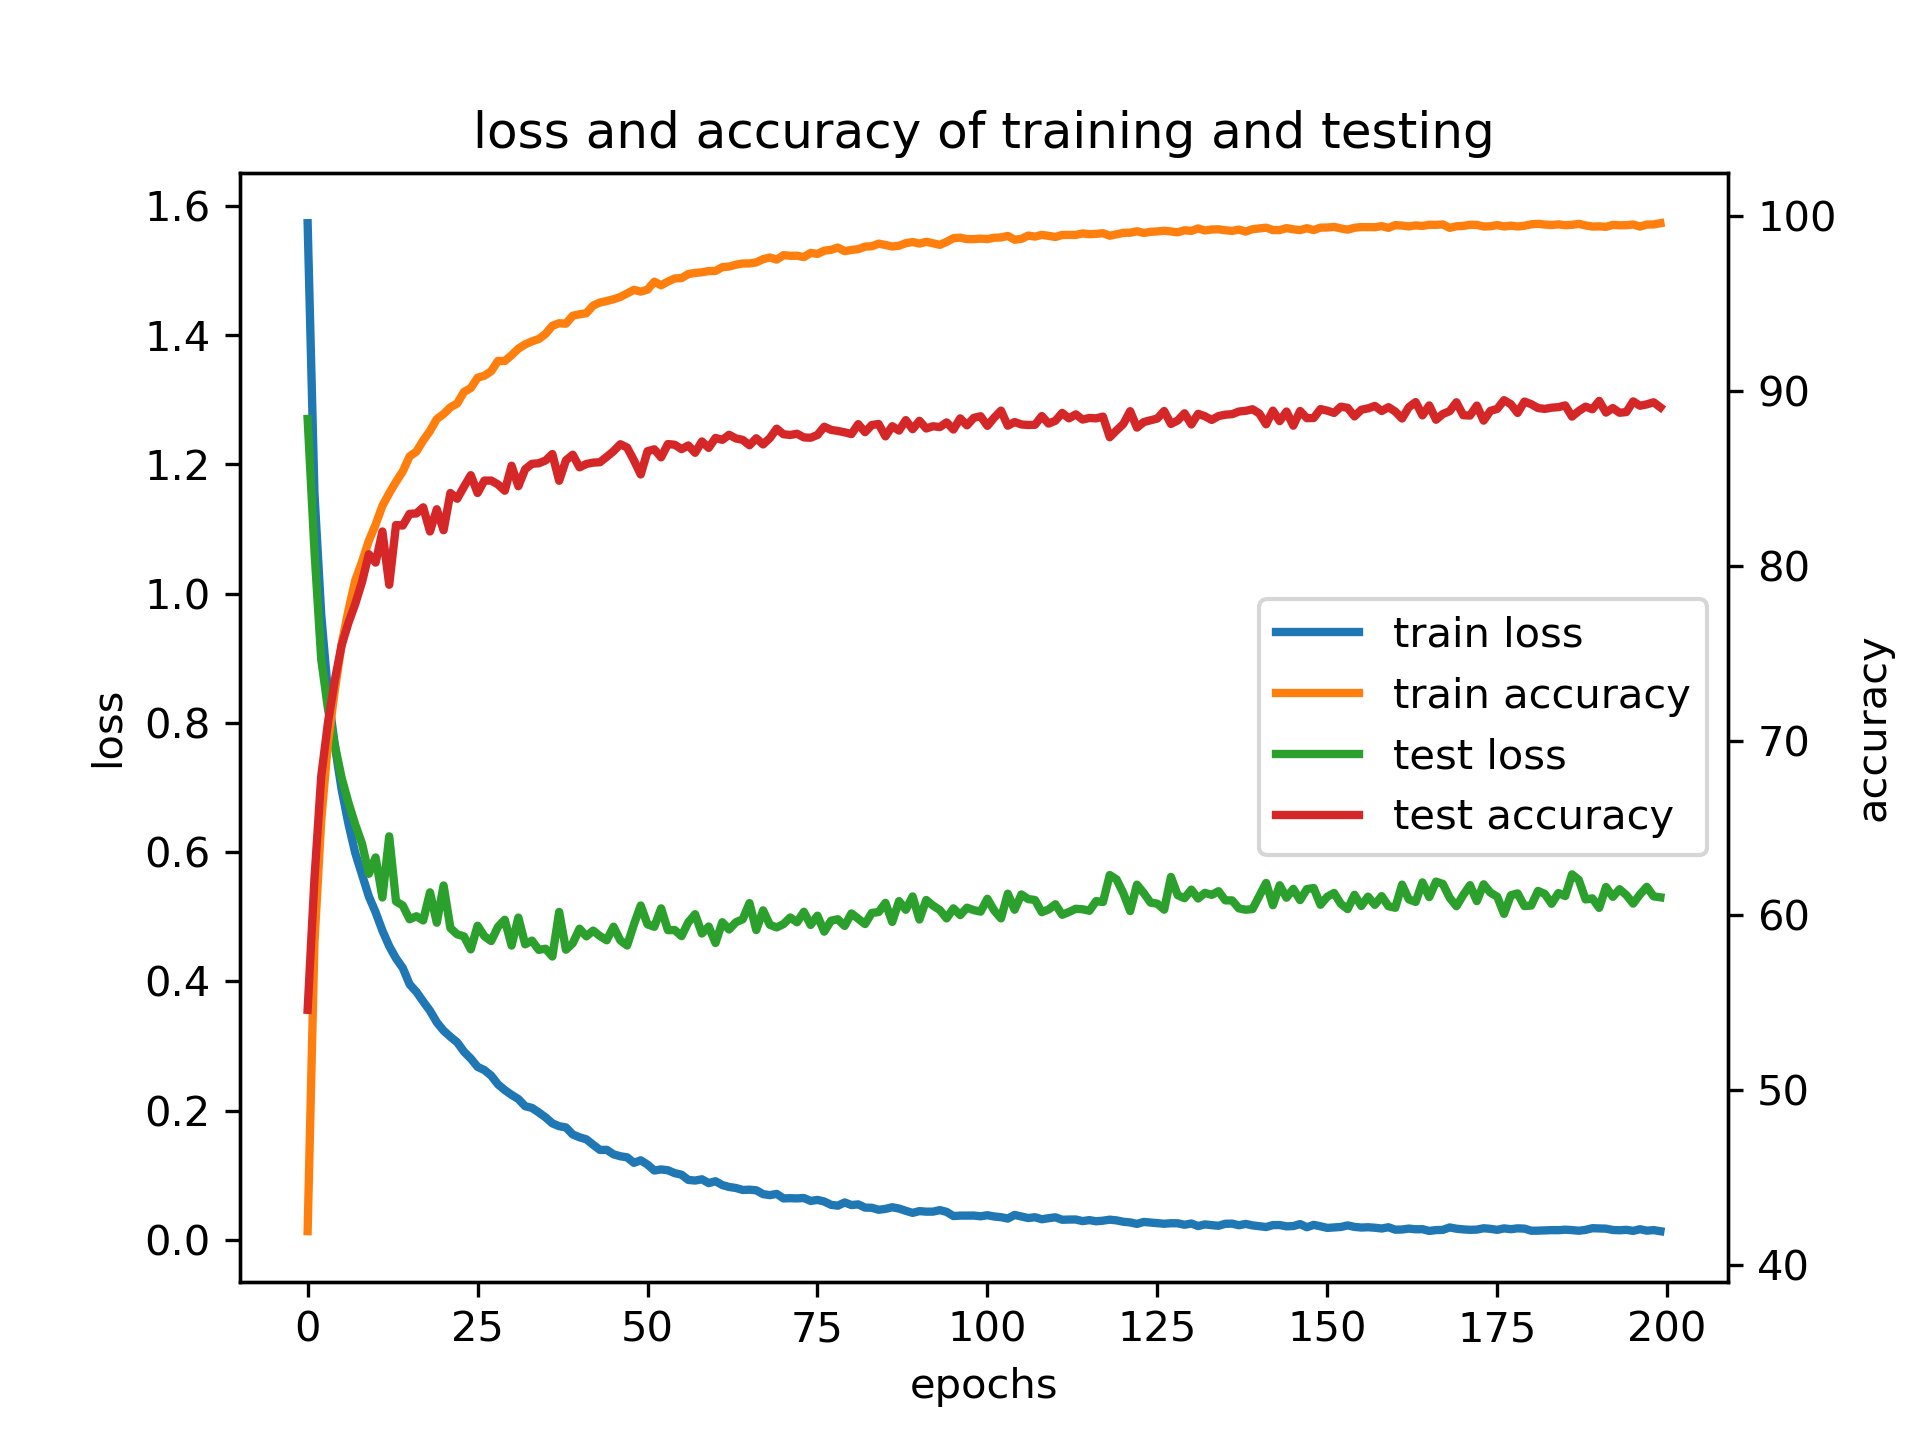 loss and accuracy of training and testing
1.6
1.4
1.2
1.0
0.8
0.6
0.4
0.2
0.0
loss
100
90
80
70
60
50
40
accuracy
train loss
train accuracy
test loss
test accuracy
0 25 50 75 100 125 150 175 200
epochs